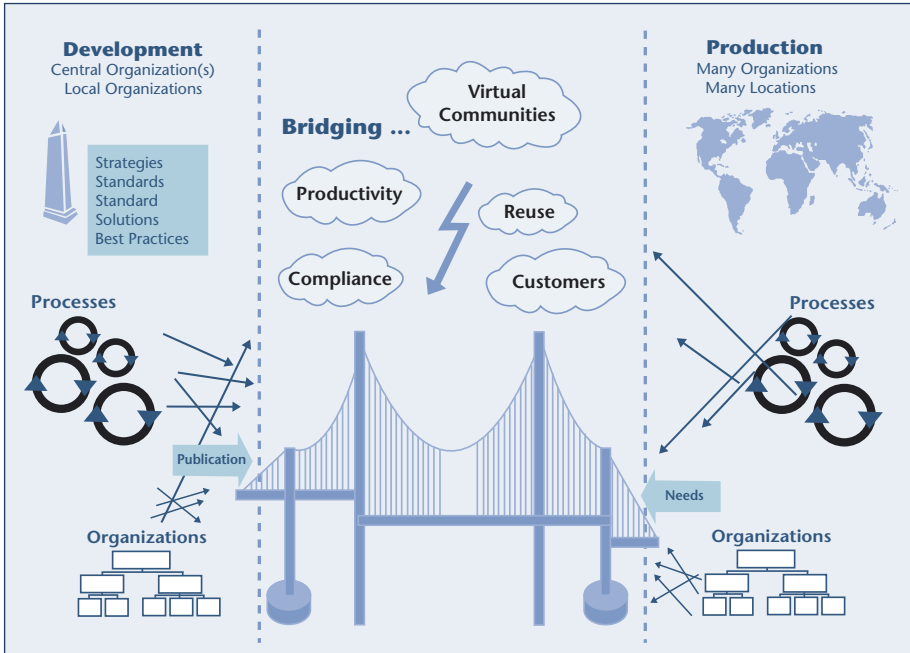 Development
Central Organization(s)
Local Organizations
Strategies
Standards
Standard
Solutions
Best Practices
Processes
Publication
Organizations
Bridging ...
Virtual
Communities
Productivity
Reuse
Compliance
Customers
Production
Many Organizations
Many Locations
Processes
Needs
Organizations